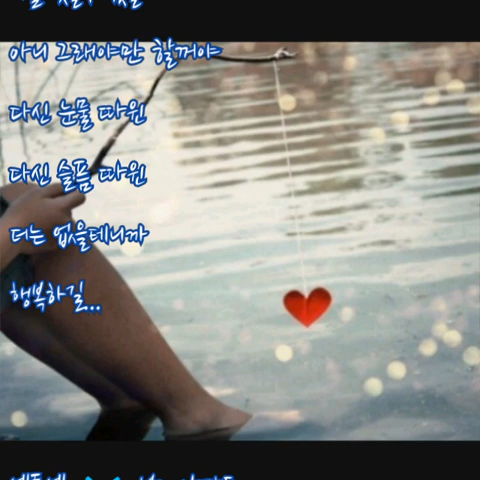 아니 그래야만 할꺼야
다신 눈물 따윈
다신 슬픔 따윈
더는 없을테니까
행복하길...